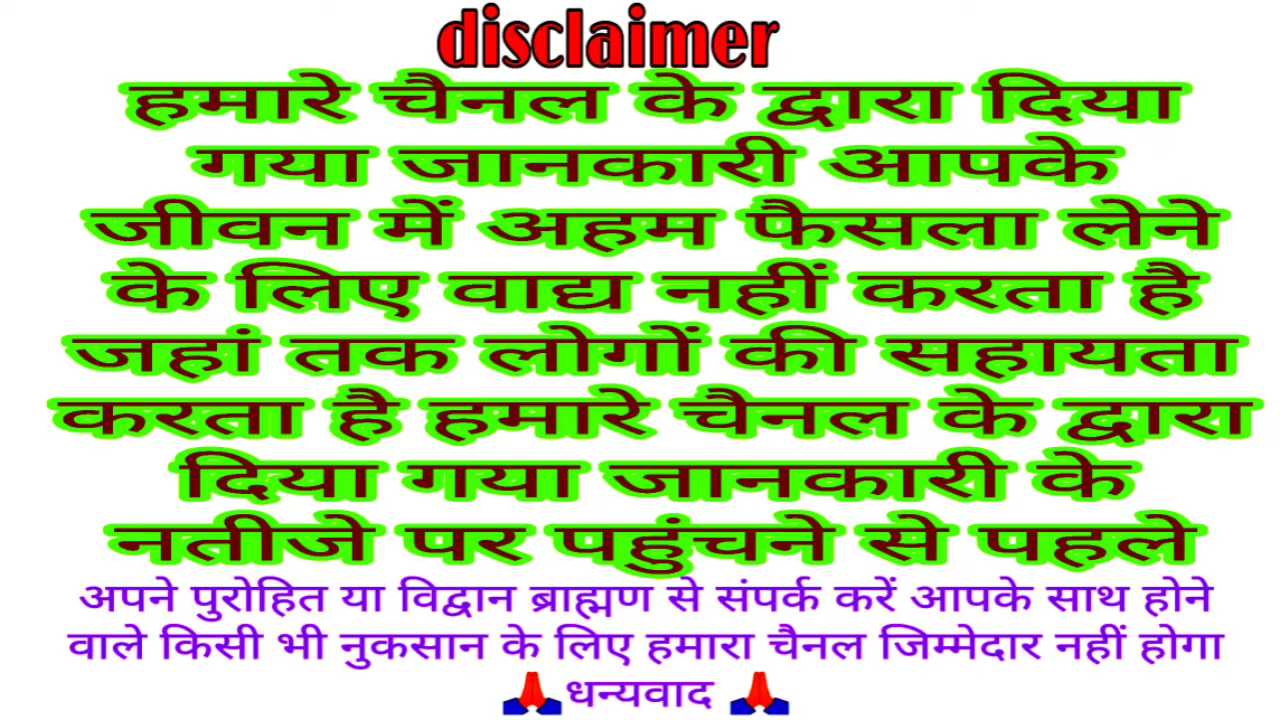 disclaimer
हमारे चैनल के द्वारा दिया
गया जानकारी आपके
जीवन में अहम फैसला लेने
के लिए वाद्य नहीं करता है
जहां तक लोगों की सहायता
करता है हमारे चैनल के द्वारा
दिया गया जानकारी के
नतीजे पर पहुंचने से पहले
अपने पुरोहित या विद्वान ब्राह्मण से संपर्क करें आपके साथ होने
वाले किसी भी नुकसान के लिए हमारा चैनल जिम्मेदार नहीं होगा
🙏धन्यवाद 🙏